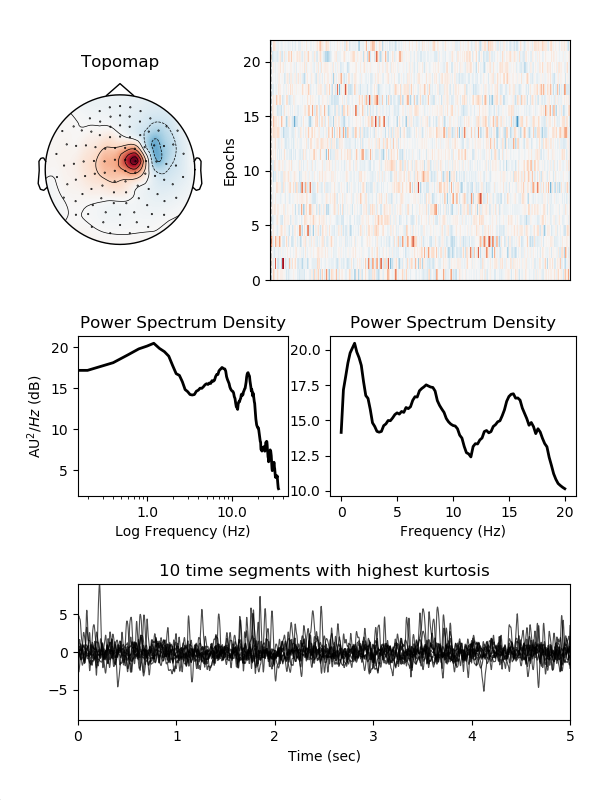 Topomap
Epochs
20
15
10
5
0
Power Spectrum Density
AU²/Hz (dB)
20
15
10
5
1.0 10.0
Log Frequency (Hz)
Power Spectrum Density
20.0
17.5
15.0
12.5
10.0
0 5 10 15 20
Frequency (Hz)
10 time segments with highest kurtosis
5
0
−5
0 1 2 3 4 5
Time (sec)